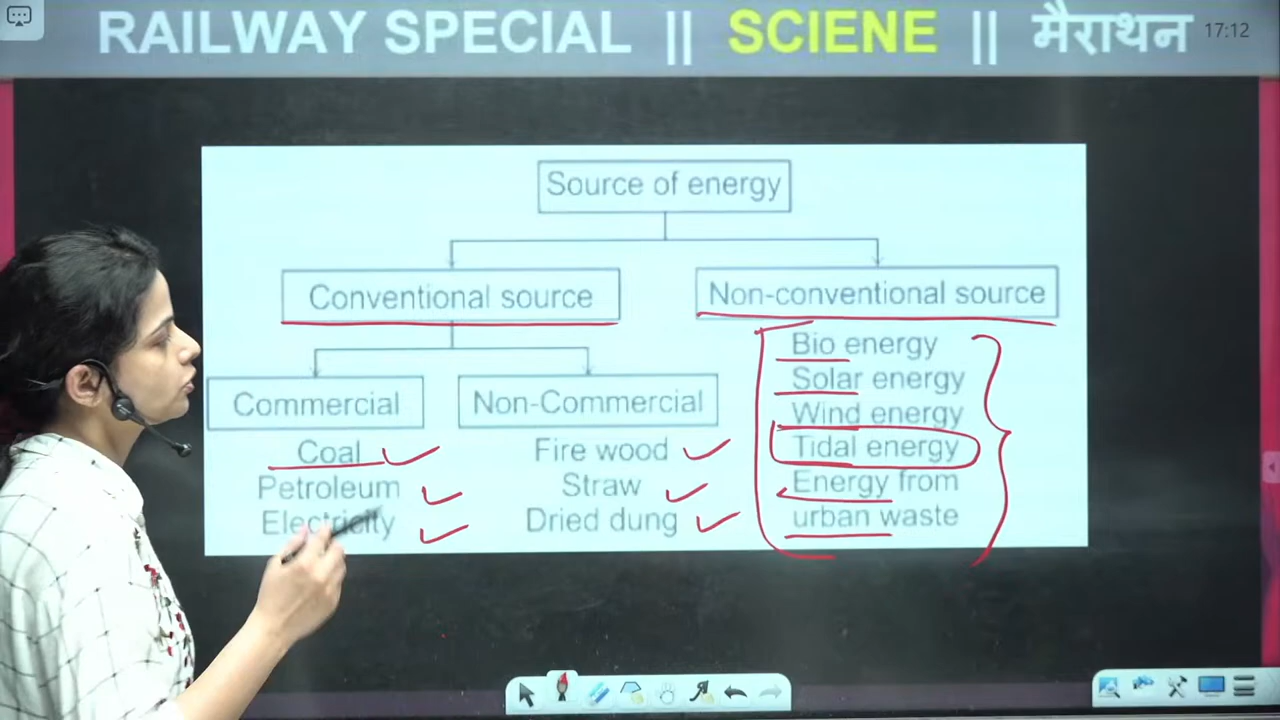 RAILWAY SPECIAL || SCIENE || मैराथन
17:12
Source of energy
Conventional source
Non-conventional source
Commercial
Non-Commercial
Coal
Petroleum
Electricity
Fire wood
Straw
Dried dung
Bio energy
Solar energy
Wind energy
Tidal energy
Energy from
urban waste